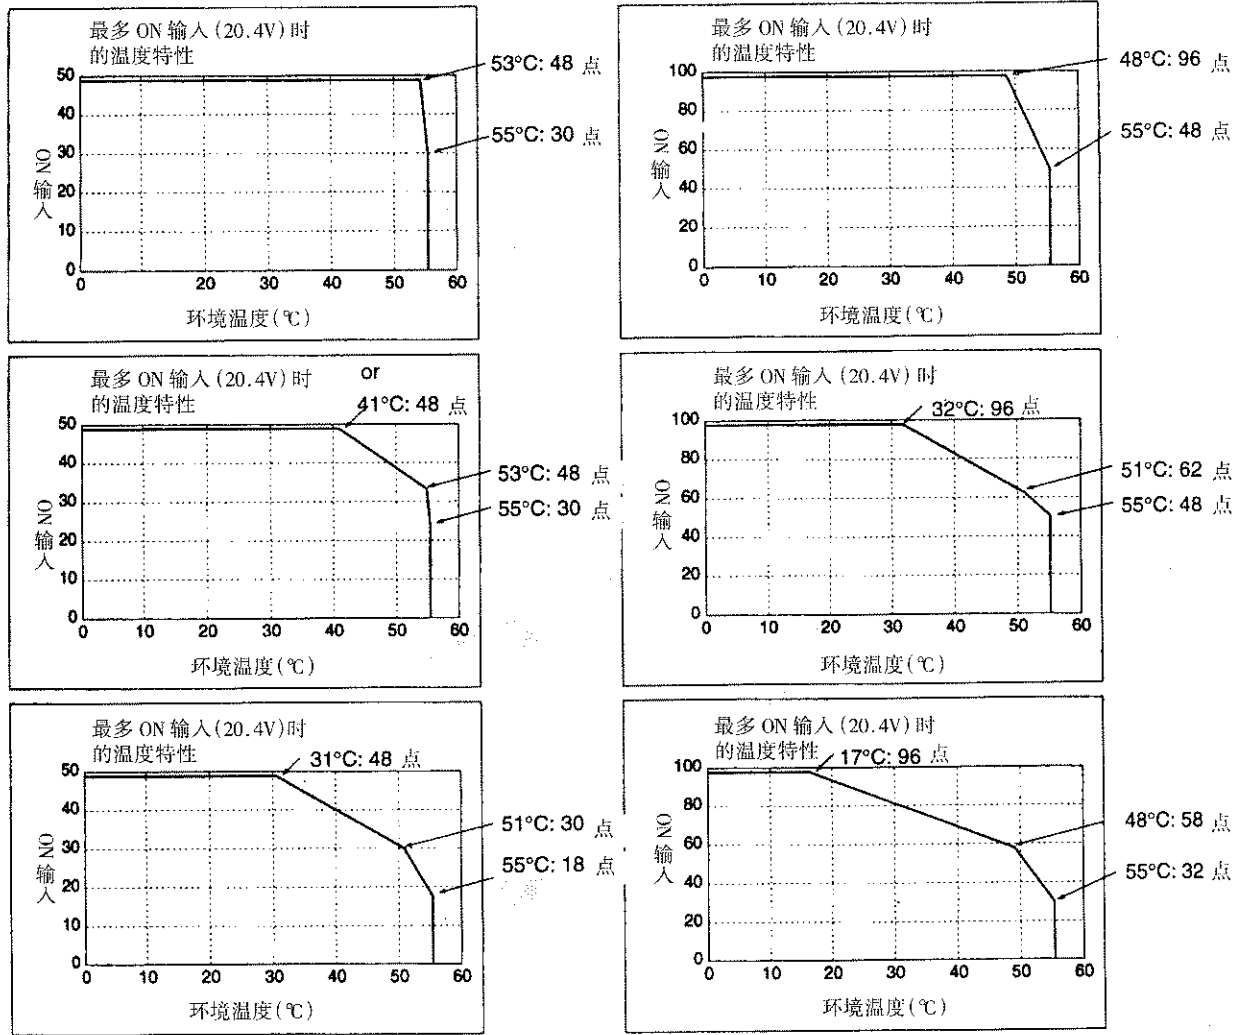 最多 ON 输入 (20.4V) 时
的温度特性
50
40
30
20
10
0
ON 输入
0
20
30
40
50
60
环境温度(℃)
53°C: 48 点
55°C: 30 点
最多 ON 输入 (20.4V) 时
的温度特性
100
80
60
40
20
0
ON 输入
0
10
20
30
40
50
60
环境温度(℃)
48°C: 96 点
55°C: 48 点
最多 ON 输入 (20.4V) 时
的温度特性
or
41°C: 48 点
50
40
30
20
10
0
ON 输入
0
10
20
30
40
50
60
环境温度(℃)
53°C: 48 点
55°C: 30 点
最多 ON 输入 (20.4V) 时
的温度特性
32°C: 96 点
100
80
60
40
20
0
ON 输入
0
10
20
30
40
50
60
环境温度(℃)
51°C: 62 点
55°C: 48 点
最多 ON 输入 (20.4V)时
的温度特性
31°C: 48 点
50
40
30
20
10
0
ON 输入
0
10
20
30
40
50
60
环境温度(℃)
51°C: 30 点
55°C: 18 点
最多 ON 输入 (20.4V)时
的温度特性
17°C: 96 点
100
80
60
40
20
0
ON 输入
0
10
20
30
40
50
60
环境温度(℃)
48°C: 58 点
55°C: 32 点